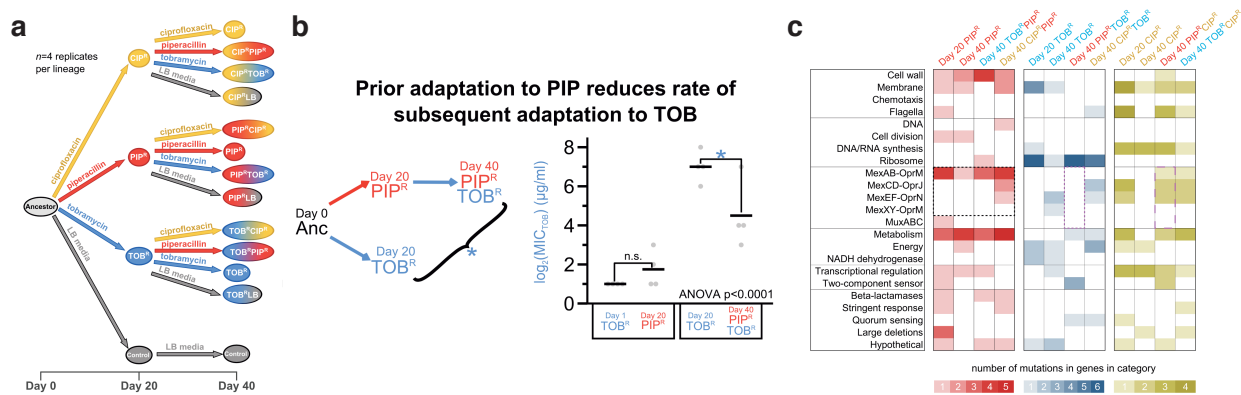 a
n=4 replicates
per lineage
Ancestor
ciprofloxacin
piperacillin
tobramycin
LB media
CIPᴿ
ciprofloxacin
CIPᴿ
piperacillin
CIPᴿPIPᴿ
tobramycin
CIPᴿTOBᴿ
LB media
CIPᴿLB
PIPᴿ
ciprofloxacin
PIPᴿCIPᴿ
piperacillin
PIPᴿ
tobramycin
PIPᴿTOBᴿ
LB media
PIPᴿLB
TOBᴿ
ciprofloxacin
TOBᴿCIPᴿ
piperacillin
TOBᴿPIPᴿ
tobramycin
TOBᴿ
LB media
TOBᴿLB
Control
LB media
Control
Day 0
Day 20
Day 40
b
Prior adaptation to PIP reduces rate of
subsequent adaptation to TOB
Day 0
Anc
Day 20
PIPᴿ
Day 40
PIPᴿ
TOBᴿ
Day 20
TOBᴿ
*
log₂(MIC_TOB) (µg/ml)
8
6
4
2
0
n.s.
*
ANOVA p<0.0001
Day 1
TOBᴿ
Day 20
PIPᴿ
Day 20
TOBᴿ
Day 40
PIPᴿ
TOBᴿ
c
Day 20 PIPᴿ
Day 40 PIPᴿ
Day 40 TOBᴿPIPᴿ
Day 40 CIPᴿPIPᴿ
Day 20 TOBᴿ
Day 40 TOBᴿ
Day 40 PIPᴿTOBᴿ
Day 40 CIPᴿTOBᴿ
Day 20 CIPᴿ
Day 40 CIPᴿ
Day 40 PIPᴿCIPᴿ
Day 40 TOBᴿCIPᴿ
Cell wall
Membrane
Chemotaxis
Flagella
DNA
Cell division
DNA/RNA synthesis
Ribosome
MexAB-OprM
MexCD-OprJ
MexEF-OprN
MexXY-OprM
MuxABC
Metabolism
Energy
NADH dehydrogenase
Transcriptional regulation
Two-component sensor
Beta-lactamases
Stringent response
Quorum sensing
Large deletions
Hypothetical
number of mutations in genes in category
1 2 3 4 5
1 2 3 4 5 6
1 2 3 4